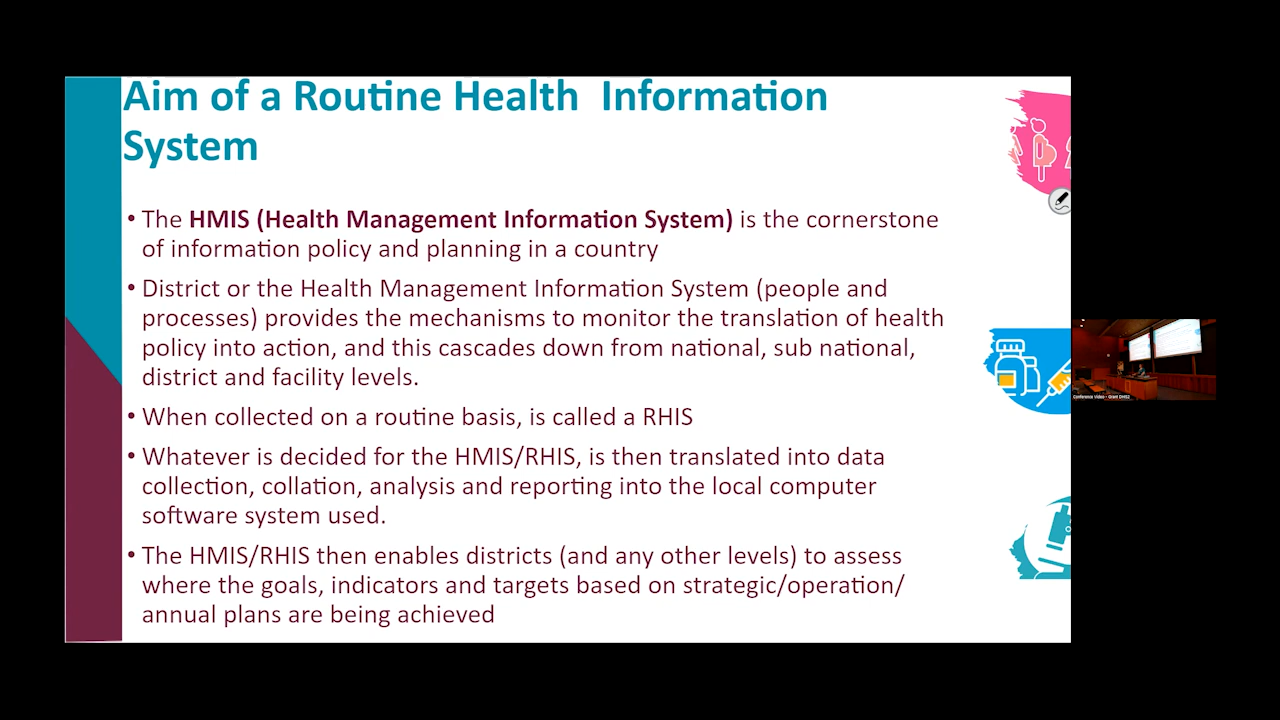 Aim of a Routine Health  Information
System
• The HMIS (Health Management Information System) is the cornerstone
of information policy and planning in a country
• District or the Health Management Information System (people and
processes) provides the mechanisms to monitor the translation of health
policy into action, and this cascades down from national, sub national,
district and facility levels.
• When collected on a routine basis, is called a RHIS
• Whatever is decided for the HMIS/RHIS, is then translated into data
collection, collation, analysis and reporting into the local computer
software system used.
• The HMIS/RHIS then enables districts (and any other levels) to assess
where the goals, indicators and targets based on strategic/operation/
annual plans are being achieved
Conference Video - Grant DHIS2